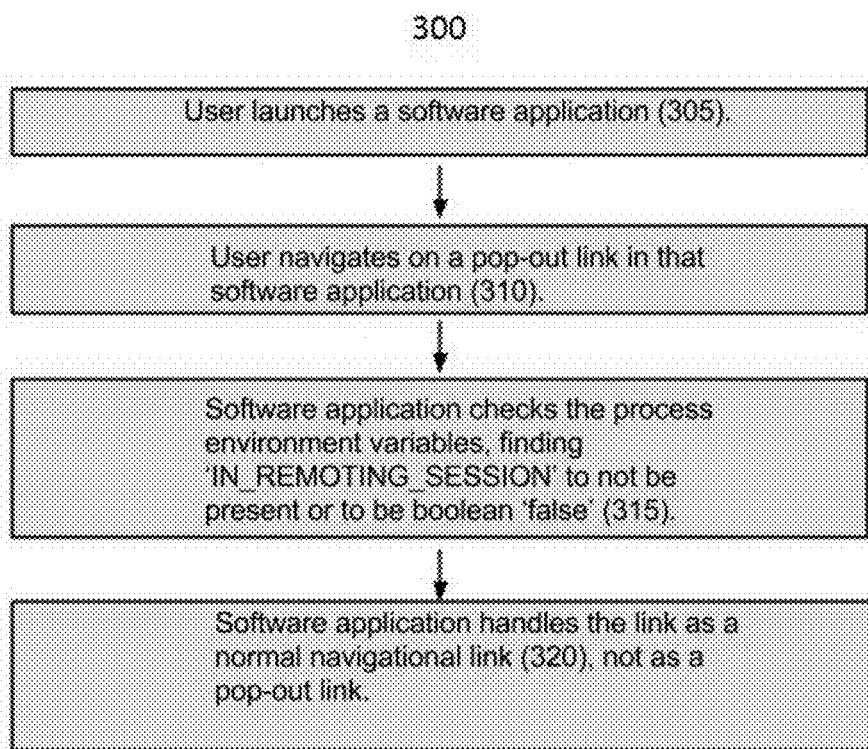 300
User launches a software application (305).
User navigates on a pop-out link in that
software application (310).
Software application checks the process
environment variables, finding
‘IN_REMOTING_SESSION’ to not be
present or to be boolean ‘false’ (315).
Software application handles the link as a
normal navigational link (320), not as a
pop-out link.